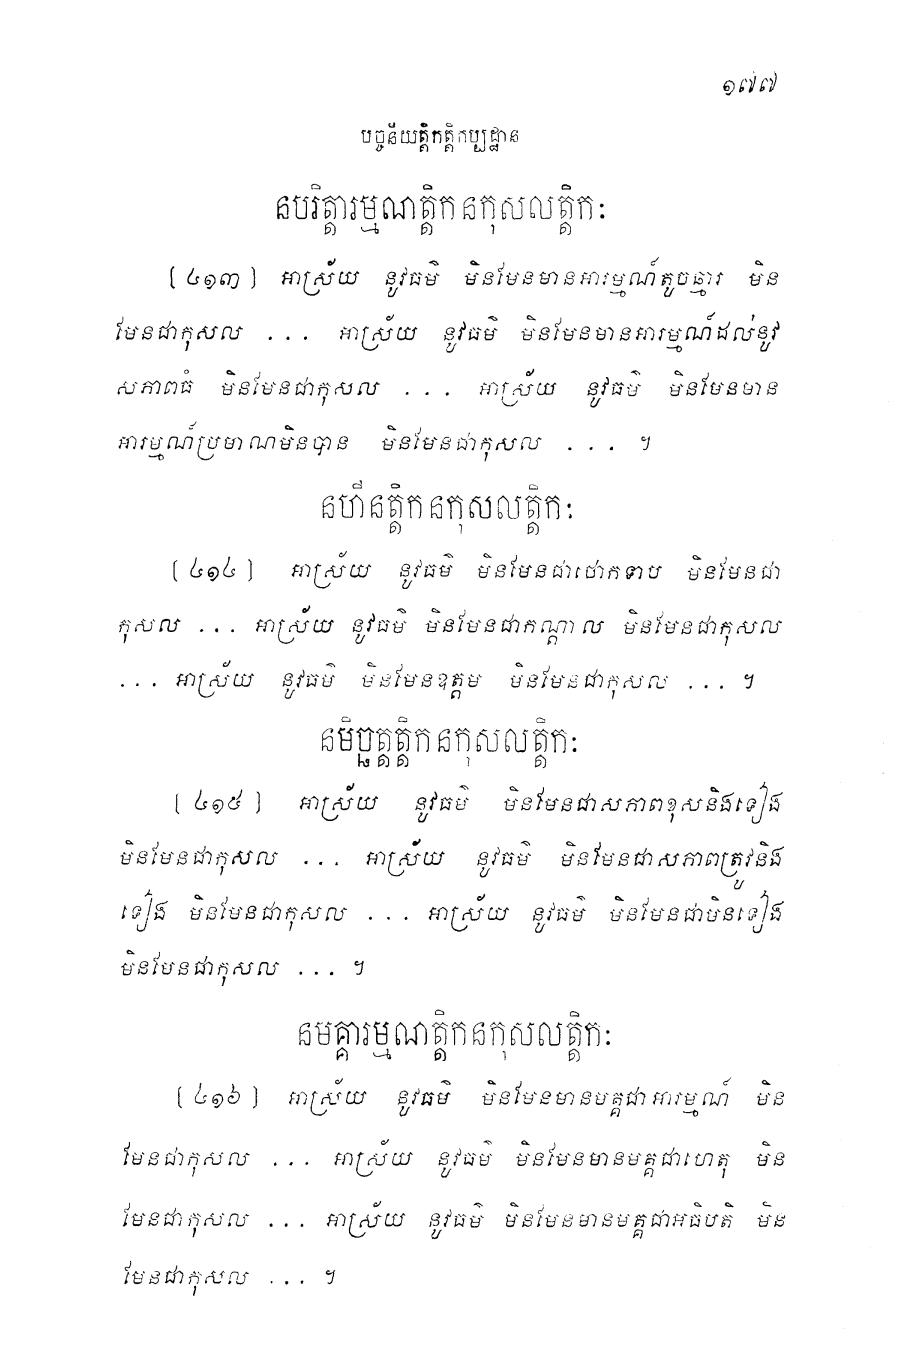 ១៧៧
បច្ចនីយត្តិកត្តិកប្បដ្ឋាន
នបរិត្តារម្មណត្តិកនកុសលត្តិកៈ
[៤១៣] អាស្រ័យ នូវធម៌ មិនមែនមានអារម្មណ៍តូចឆ្មារ មិន
មែនជាកុសល ... អាស្រ័យ នូវធម៌ មិនមែនមានអារម្មណ៍ដល់នូវ
សភាពធំ មិនមែនជាកុសល ... អាស្រ័យ នូវធម៌ មិនមែនមាន
អារម្មណ៍ប្រមាណមិនបាន មិនមែនជាកុសល ... ។
នហីនត្តិកនកុសលត្តិកៈ
[៤១៤] អាស្រ័យ នូវធម៌ មិនមែនជាថោកទាប មិនមែនជា
កុសល ... អាស្រ័យ នូវធម៌ មិនមែនជាកណ្តាល មិនមែនជាកុសល
... អាស្រ័យ នូវធម៌ មិនមែនឧត្តម មិនមែនជាកុសល ... ។
នមិច្ឆត្តត្តិកនកុសលត្តិកៈ
[៤១៥] អាស្រ័យ នូវធម៌ មិនមែនជាសភាពខុសនិងទៀង
មិនមែនជាកុសល ... អាស្រ័យ នូវធម៌ មិនមែនជាសភាពត្រូវនិង
ទៀង មិនមែនជាកុសល ... អាស្រ័យ នូវធម៌ មិនមែនជាមិនទៀង
មិនមែនជាកុសល ... ។
នមគ្គារម្មណត្តិកនកុសលត្តិកៈ
[៤១៦] អាស្រ័យ នូវធម៌ មិនមែនមានមគ្គជាអារម្មណ៍ មិន
មែនជាកុសល ... អាស្រ័យ នូវធម៌ មិនមែនមានមគ្គជាហេតុ មិន
មែនជាកុសល ... អាស្រ័យ នូវធម៌ មិនមែនមានមគ្គជាអធិបតី មិន
មែនជាកុសល ... ។